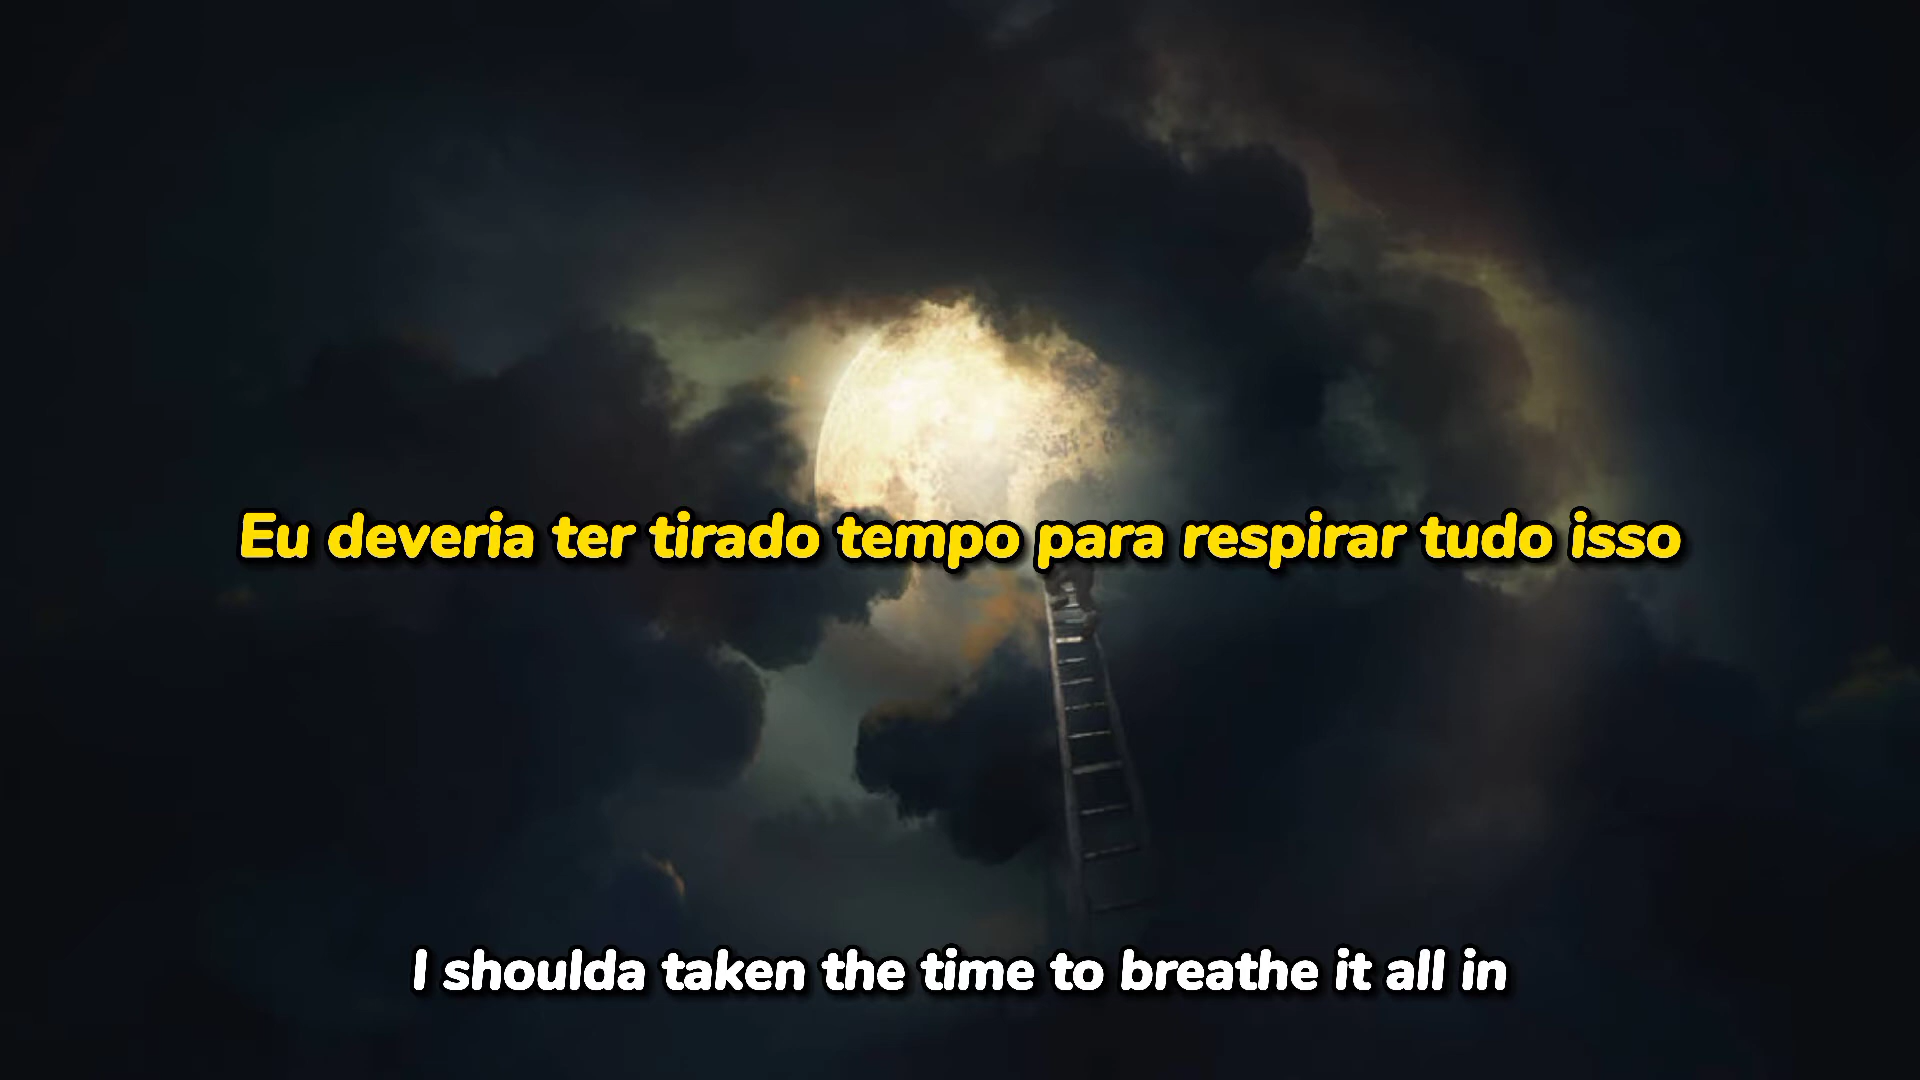 Eu deveria ter tirado tempo para respirar tudo isso
I shoulda taken the time to breathe it all in